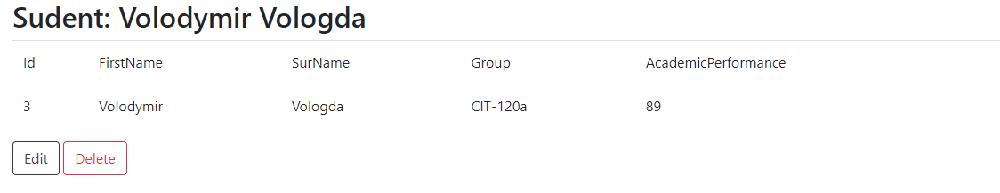 Sudent: Volodymir Vologda
Id FirstName SurName Group AcademicPerformance
3 Volodymir Vologda CIT-120a 89
Edit Delete